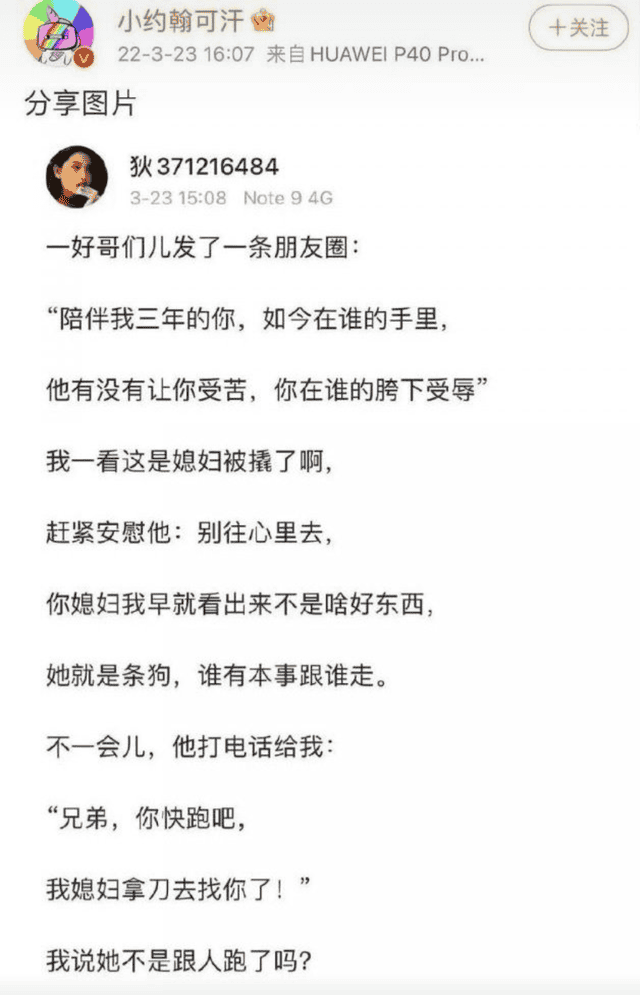 小约翰可汗
22-3-23 16:07 来自 HUAWEI P40 Pro...
＋关注
分享图片
狄371216484
3-23 15:08 Note 9 4G
一好哥们儿发了一条朋友圈：
“陪伴我三年的你，如今在谁的手里，
他有没有让你受苦，你在谁的胯下受辱”
我一看这是媳妇被撬了啊，
赶紧安慰他：别往心里去，
你媳妇我早就看出来不是啥好东西，
她就是条狗，谁有本事跟谁走。
不一会儿，他打电话给我：
“兄弟，你快跑吧，
我媳妇拿刀去找你了！”
我说她不是跟人跑了吗？